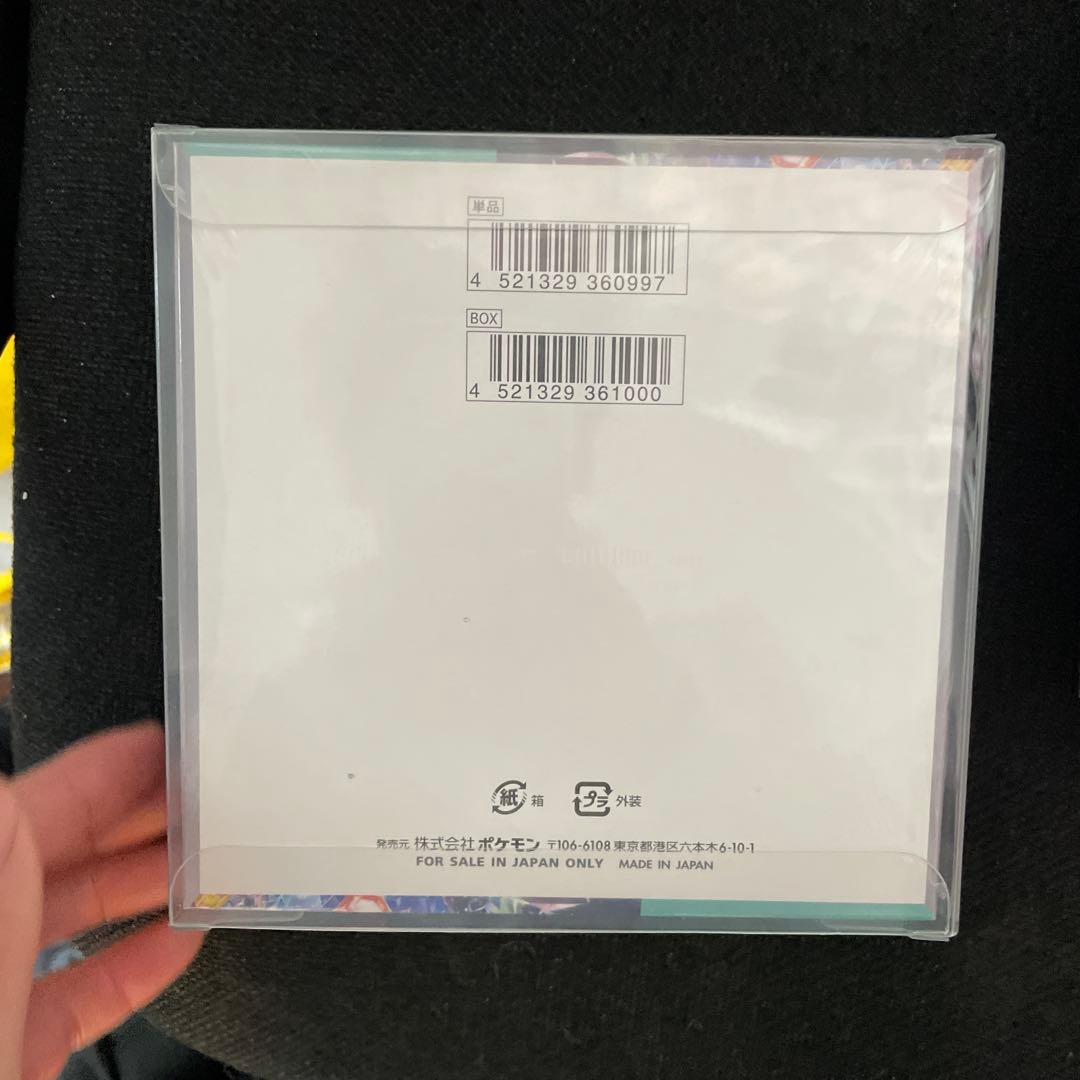 単品
4 521329 360997
BOX
4 521329 361000
紙 箱 プラ 外装
発売元 株式会社ポケモン 〒106-6108 東京都港区六本木6-10-1
FOR SALE IN JAPAN ONLY MADE IN JAPAN